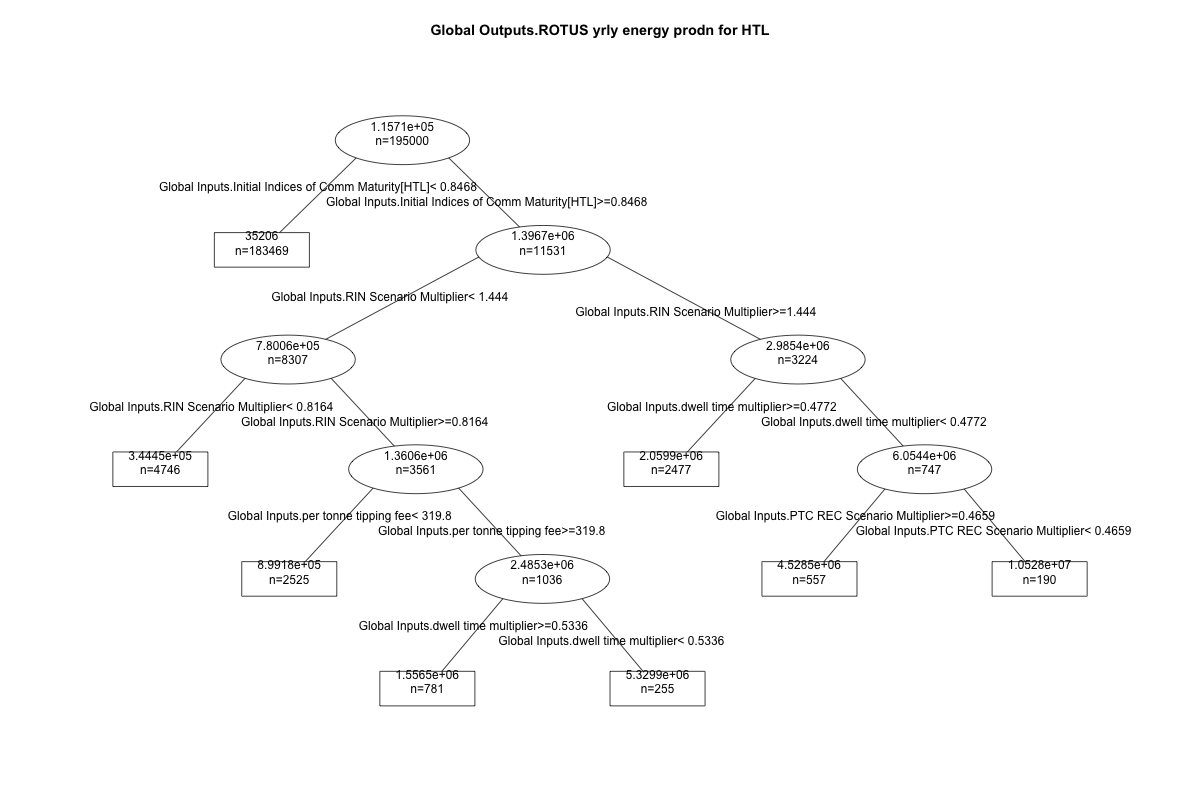 Global Outputs.ROTUS yrly energy prodn for HTL
1.1571e+05
n=195000
Global Inputs.Initial Indices of Comm Maturity[HTL]< 0.8468
Global Inputs.Initial Indices of Comm Maturity[HTL]>=0.8468
35206
n=183469
1.3967e+06
n=11531
Global Inputs.RIN Scenario Multiplier< 1.444
Global Inputs.RIN Scenario Multiplier>=1.444
7.8006e+05
n=8307
2.9854e+06
n=3224
Global Inputs.RIN Scenario Multiplier< 0.8164
Global Inputs.RIN Scenario Multiplier>=0.8164
Global Inputs.dwell time multiplier>=0.4772
Global Inputs.dwell time multiplier< 0.4772
3.4445e+05
n=4746
1.3606e+06
n=3561
2.0599e+06
n=2477
6.0544e+06
n=747
Global Inputs.per tonne tipping fee< 319.8
Global Inputs.per tonne tipping fee>=319.8
Global Inputs.PTC REC Scenario Multiplier>=0.4659
Global Inputs.PTC REC Scenario Multiplier< 0.4659
8.9918e+05
n=2525
2.4853e+06
n=1036
4.5285e+06
n=557
1.0528e+07
n=190
Global Inputs.dwell time multiplier>=0.5336
Global Inputs.dwell time multiplier< 0.5336
1.5565e+06
n=781
5.3299e+06
n=255